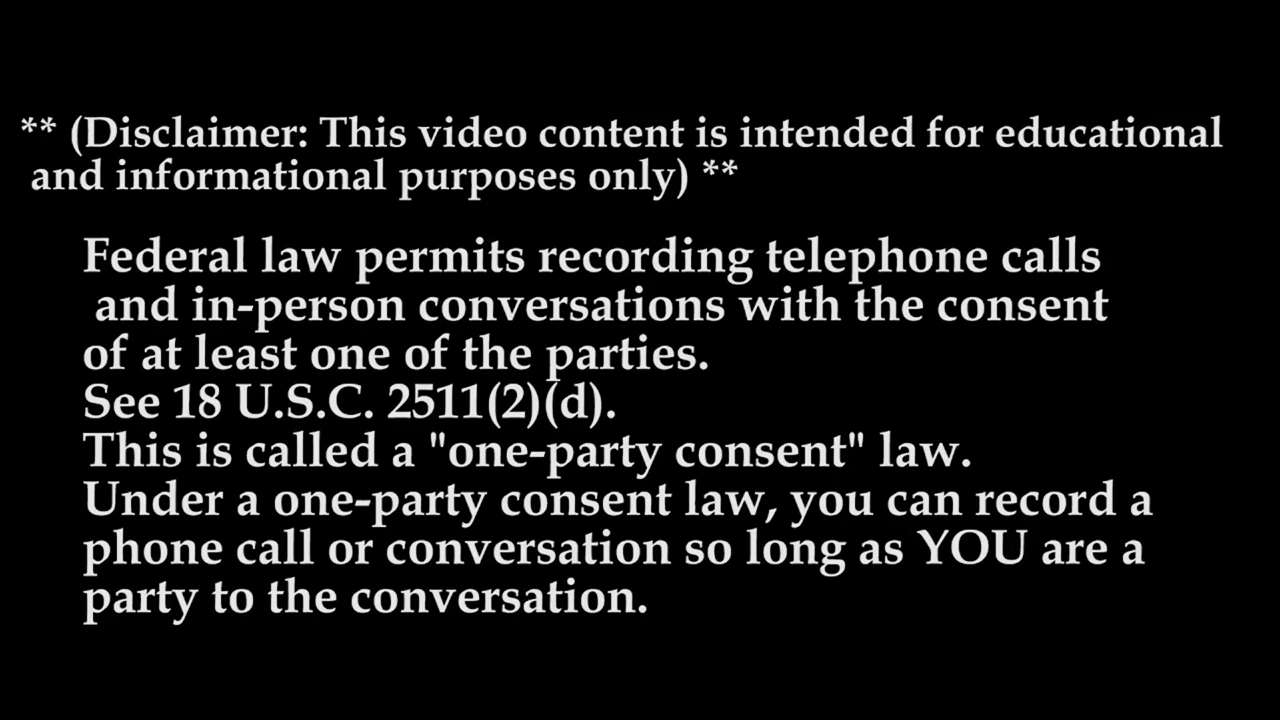 ** (Disclaimer: This video content is intended for educational
and informational purposes only) **
Federal law permits recording telephone calls
and in-person conversations with the consent
of at least one of the parties.
See 18 U.S.C. 2511(2)(d).
This is called a "one-party consent" law.
Under a one-party consent law, you can record a
phone call or conversation so long as YOU are a
party to the conversation.